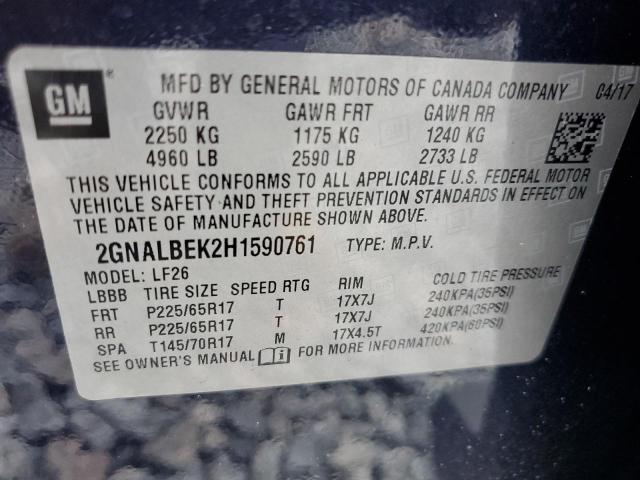 GM ®
MFD BY GENERAL MOTORS OF CANADA COMPANY 04/17
GVWR GAWR FRT GAWR RR
2250 KG 1175 KG 1240 KG
4960 LB 2590 LB 2733 LB
THIS VEHICLE CONFORMS TO ALL APPLICABLE U.S. FEDERAL MOTOR
VEHICLE SAFETY AND THEFT PREVENTION STANDARDS IN EFFECT ON
THE DATE OF MANUFACTURE SHOWN ABOVE.
2GNALBEK2H1590761 TYPE: M.P.V.
MODEL: LF26
LBBB TIRE SIZE SPEED RTG RIM COLD TIRE PRESSURE
FRT P225/65R17 T 17X7J 240KPA(35PSI)
RR P225/65R17 T 17X7J 240KPA(35PSI)
SPA T145/70R17 M 17X4.5T 420KPA(60PSI)
SEE OWNER'S MANUAL i FOR MORE INFORMATION.